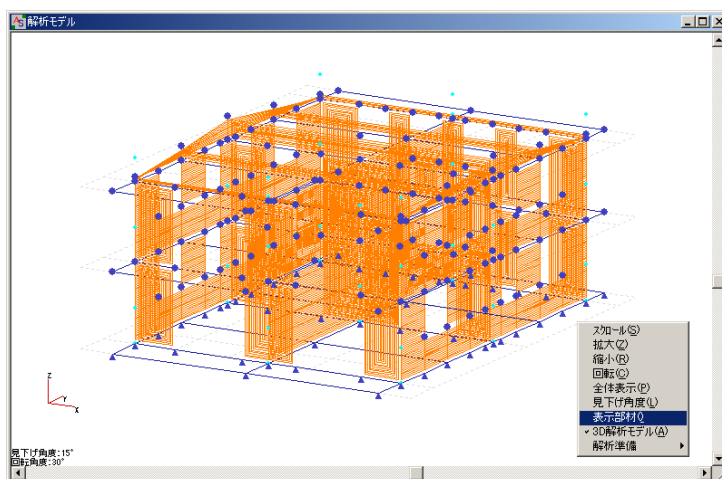 解析モデル
スクロール(S)
拡大(Z)
縮小(R)
回転(C)
全体表示(P)
見下げ角度(L)
表示部材(I)
3D解析モデル(A)
解析準備
Z
Y
X
見下げ角度:15°
回転角度:30°